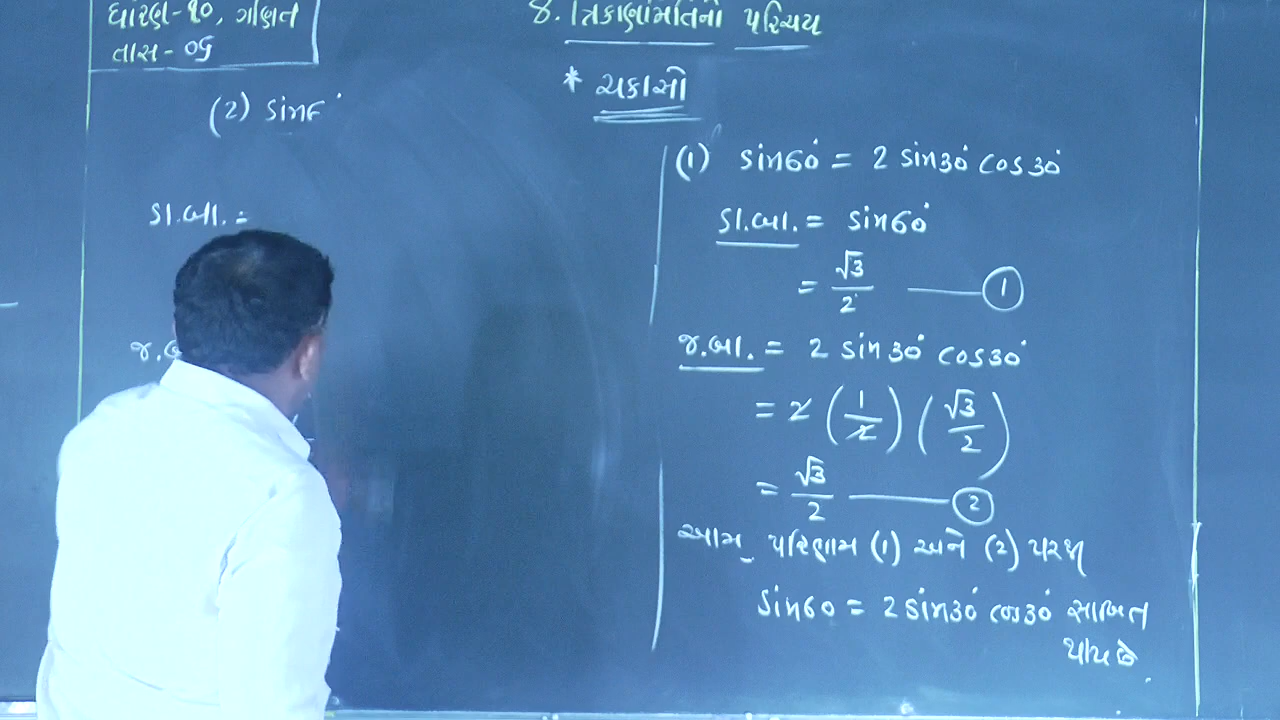 ધોરણ-૧૦, ગણિત
તાસ-૦૬
૪. ત્રિકોણમિતિનો પરિચય
* ચકાસો
(2) sin
ડા.બા. =
જ.
(1) sin60° = 2 sin30° cos30°
ડા.બા. = sin60°
= √3/2 —— 1
જ.બા. = 2 sin30° cos30°
= 2 (1/2) (√3/2)
= √3/2 —— 2
આમ, પરિણામ (1) અને (2) પરથી
sin60 = 2 sin30° cos30° સાબિત
થાય છે.